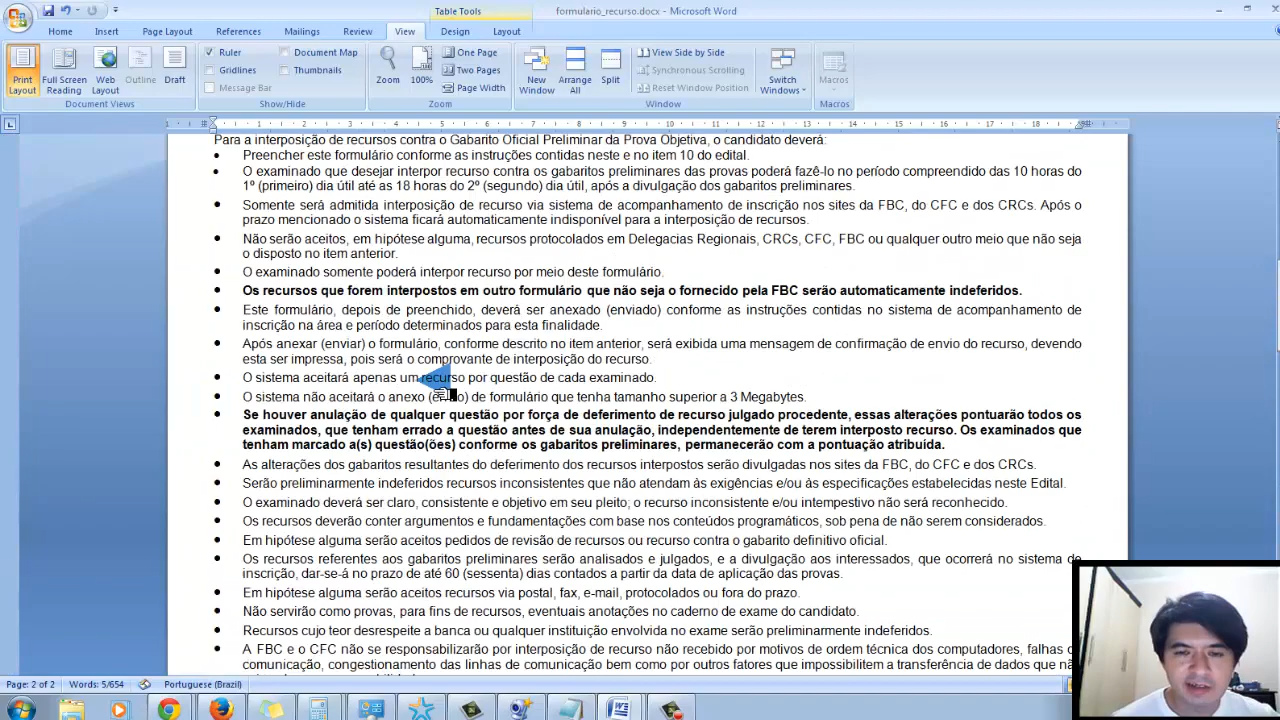 Table Tools
formulario_recurso.docx - Microsoft Word
Home Insert Page Layout References Mailings Review View Design Layout
Print Layout
Full Screen Reading
Web Layout
Outline
Draft
Document Views
Ruler
Gridlines
Message Bar
Document Map
Thumbnails
Show/Hide
Zoom
100%
One Page
Two Pages
Page Width
Zoom
New Window
Arrange All
Split
View Side by Side
Synchronous Scrolling
Reset Window Position
Window
Switch Windows
Macros
Macros
1 1 2 3 4 5 6 7 8 9 10 11 12 13 14 15 16 17 18
Para a interposição de recursos contra o Gabarito Oficial Preliminar da Prova Objetiva, o candidato deverá:
• Preencher este formulário conforme as instruções contidas neste e no item 10 do edital.
• O examinado que desejar interpor recurso contra os gabaritos preliminares das provas poderá fazê-lo no período compreendido das 10 horas do
1º (primeiro) dia útil até as 18 horas do 2º (segundo) dia útil, após a divulgação dos gabaritos preliminares.
• Somente será admitida interposição de recurso via sistema de acompanhamento de inscrição nos sites da FBC, do CFC e dos CRCs. Após o
prazo mencionado o sistema ficará automaticamente indisponível para a interposição de recursos.
• Não serão aceitos, em hipótese alguma, recursos protocolados em Delegacias Regionais, CRCs, CFC, FBC ou qualquer outro meio que não seja
o disposto no item anterior.
• O examinado somente poderá interpor recurso por meio deste formulário.
• Os recursos que forem interpostos em outro formulário que não seja o fornecido pela FBC serão automaticamente indeferidos.
• Este formulário, depois de preenchido, deverá ser anexado (enviado) conforme as instruções contidas no sistema de acompanhamento de
inscrição na área e período determinados para esta finalidade.
• Após anexar (enviar) o formulário, conforme descrito no item anterior, será exibida uma mensagem de confirmação de envio do recurso, devendo
esta ser impressa, pois será o comprovante de interposição do recurso.
• O sistema aceitará apenas um recurso por questão de cada examinado.
• O sistema não aceitará o anexo de formulário que tenha tamanho superior a 3 Megabytes.
• Se houver anulação de qualquer questão por força de deferimento de recurso julgado procedente, essas alterações pontuarão todos os
examinados, que tenham errado a questão antes de sua anulação, independentemente de terem interposto recurso. Os examinados que
tenham marcado a(s) questão(ões) conforme os gabaritos preliminares, permanecerão com a pontuação atribuída.
• As alterações dos gabaritos resultantes do deferimento dos recursos interpostos serão divulgadas nos sites da FBC, do CFC e dos CRCs.
• Serão preliminarmente indeferidos recursos inconsistentes que não atendam às exigências e/ou às especificações estabelecidas neste Edital.
• O examinado deverá ser claro, consistente e objetivo em seu pleito; o recurso inconsistente e/ou intempestivo não será reconhecido.
• Os recursos deverão conter argumentos e fundamentações com base nos conteúdos programáticos, sob pena de não serem considerados.
• Em hipótese alguma serão aceitos pedidos de revisão de recursos ou recurso contra o gabarito definitivo oficial.
• Os recursos referentes aos gabaritos preliminares serão analisados e julgados, e a divulgação aos interessados, que ocorrerá no sistema de
inscrição, dar-se-á no prazo de até 60 (sessenta) dias contados a partir da data de aplicação das provas.
• Em hipótese alguma serão aceitos recursos via postal, fax, e-mail, protocolados ou fora do prazo.
• Não servirão como provas, para fins de recursos, eventuais anotações no caderno de exame do candidato.
• Recursos cujo teor desrespeite a banca ou qualquer instituição envolvida no exame serão preliminarmente indeferidos.
• A FBC e o CFC não se responsabilizarão por interposição de recurso não recebido por motivos de ordem técnica dos computadores, falhas
comunicação, congestionamento das linhas de comunicação bem como por outros fatores que impossibilitem a transferência de dados que
Page: 2 of 2 Words: 5/654 Portuguese (Brazil)